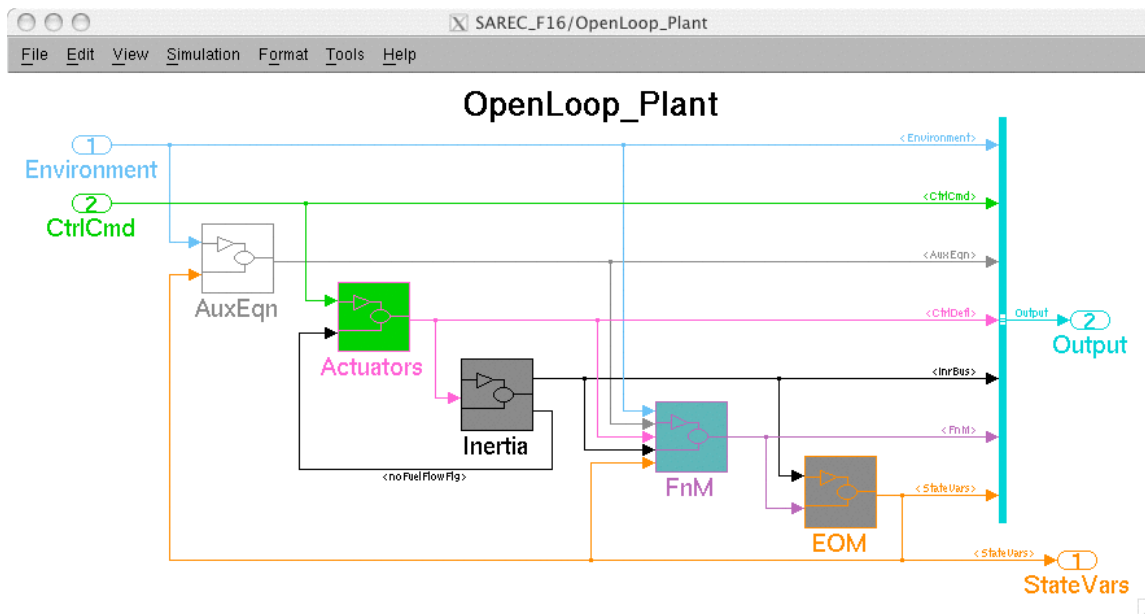 SAREC_F16/OpenLoop_Plant
File Edit View Simulation Format Tools Help
OpenLoop_Plant
1
Environment
<Environment>
2
CtrlCmd
<CtrlCmd>
AuxEqn
<AuxEqn>
Actuators
<CtrlDefl>
Output
2
Output
Inertia
<InrBus>
<noFuelFlowFlg>
FnM
<FnM>
EOM
<StateVars>
<StateVars>
1
StateVars